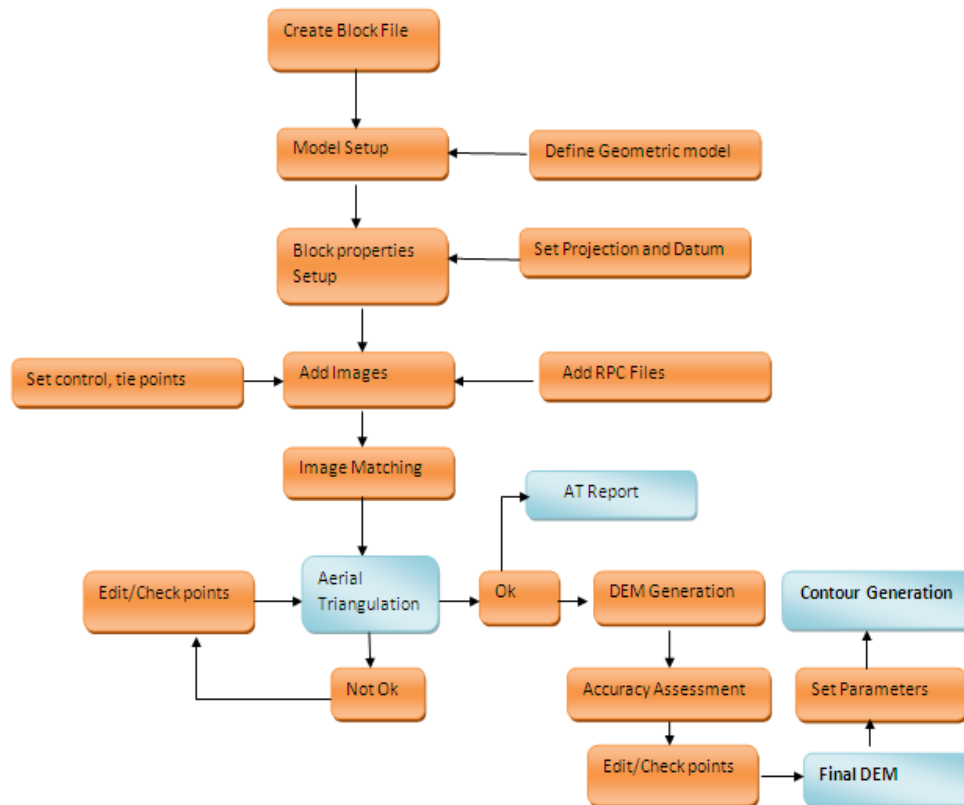 Create Block File
Model Setup
Define Geometric model
Block properties
Setup
Set Projection and Datum
Set control, tie points
Add Images
Add RPC Files
Image Matching
AT Report
Edit/Check points
Aerial
Triangulation
Ok
DEM Generation
Contour Generation
Not Ok
Accuracy Assessment
Set Parameters
Edit/Check points
Final DEM